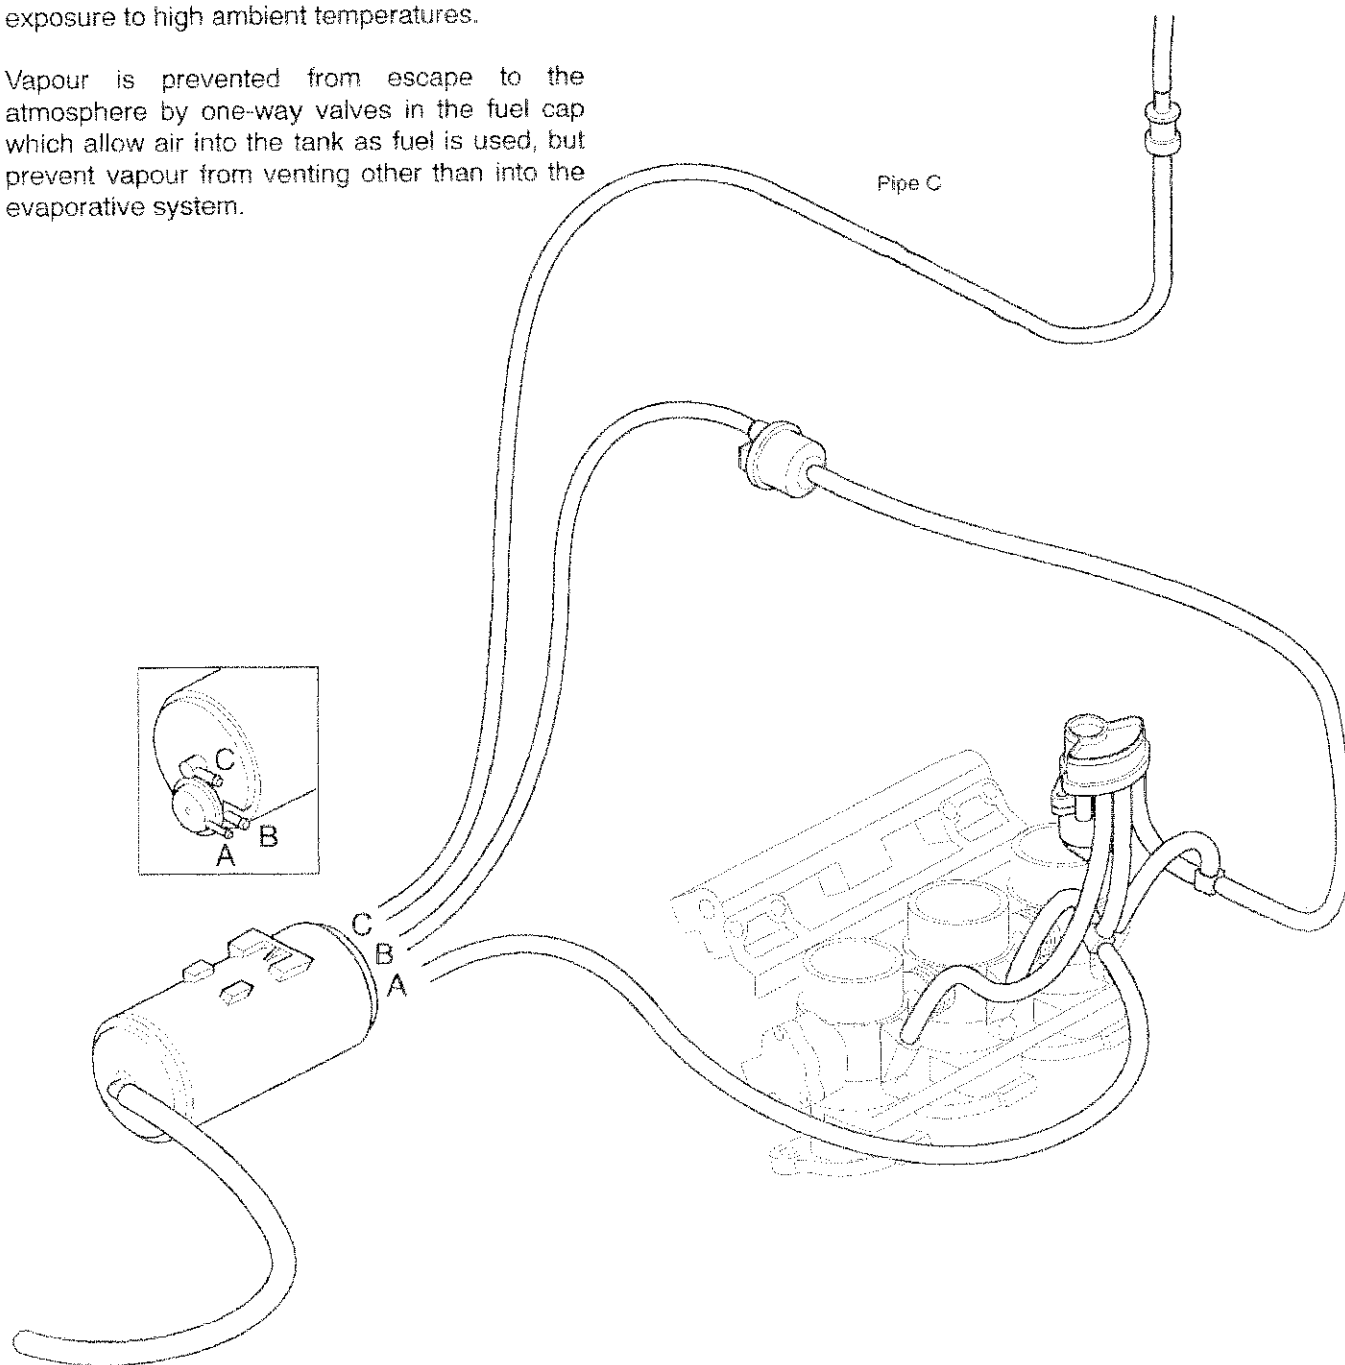 exposure to high ambient temperatures.
Vapour is prevented from escape to the
atmosphere by one-way valves in the fuel cap
which allow air into the tank as fuel is used, but
prevent vapour from venting other than into the
evaporative system.
Pipe C
C
B
A
C
B
A